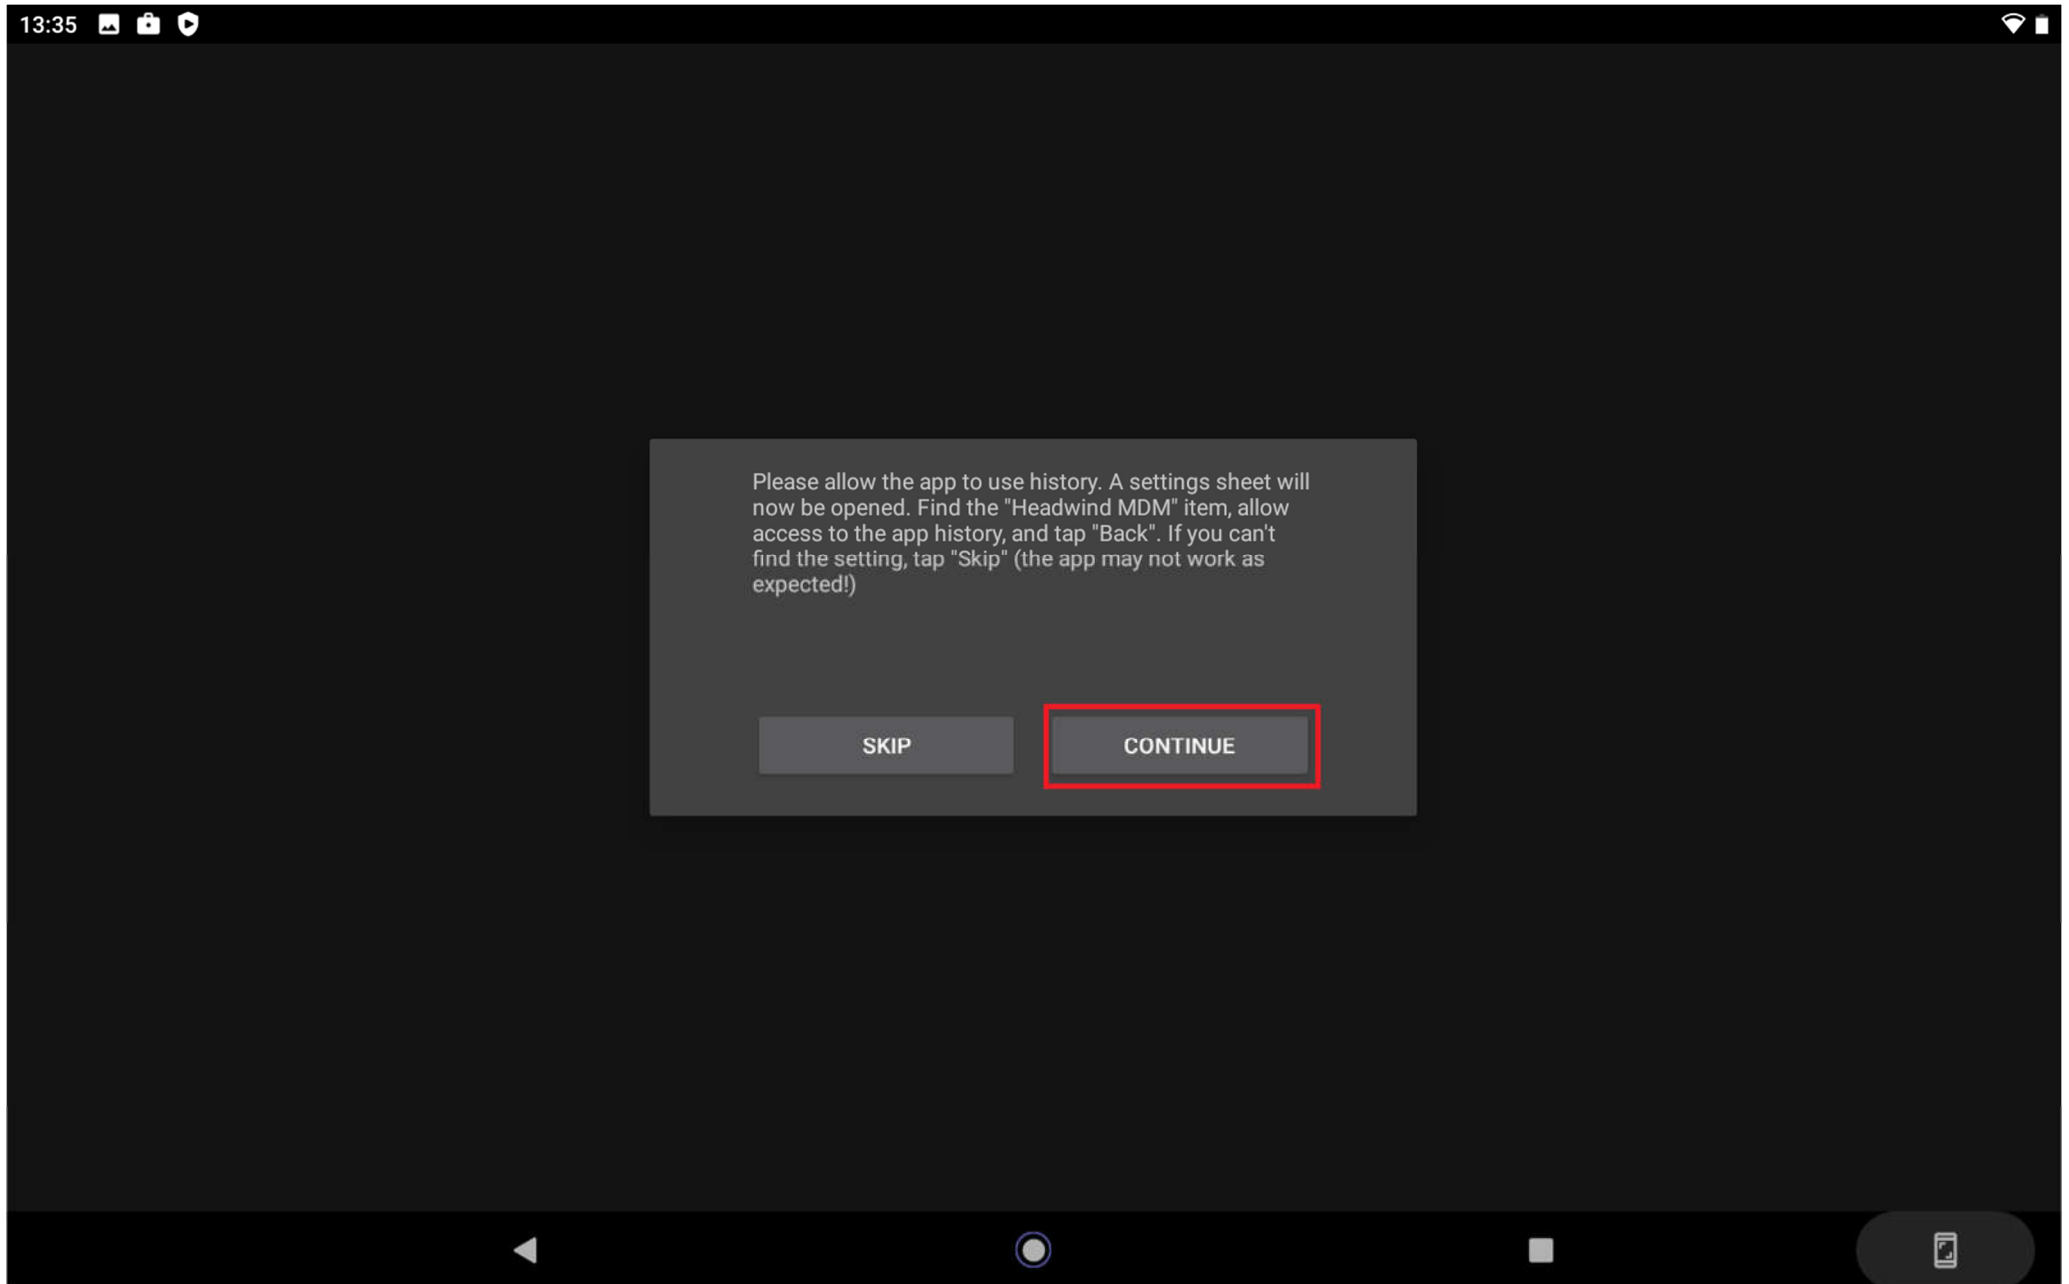 13:35
Please allow the app to use history. A settings sheet will
now be opened. Find the "Headwind MDM" item, allow
access to the app history, and tap "Back". If you can't
find the setting, tap "Skip" (the app may not work as
expected!)
SKIP
CONTINUE